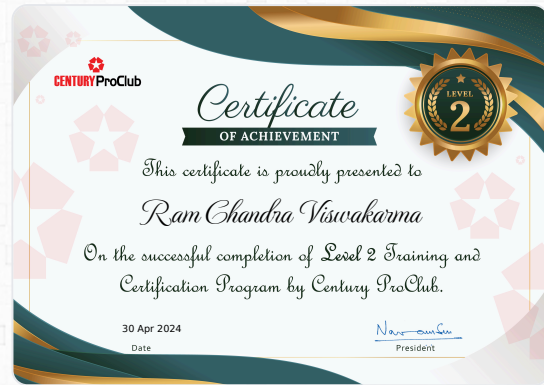 CENTURY ProClub
Certificate
OF ACHIEVEMENT
LEVEL
2
This certificate is proudly presented to
Ram Chandra Viswakarma
On the successful completion of Level 2 Training and
Certification Program by Century ProClub.
30 Apr 2024
Date
President